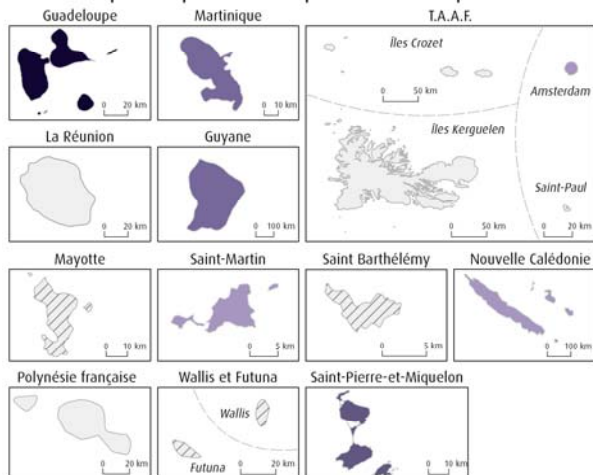 Guadeloupe
0 20 km
Martinique
0 10 km
T.A.A.F.
Îles Crozet
0 50 km
Amsterdam
Îles Kerguelen
0 50 km
Saint-Paul
0 20 km
La Réunion
0 20 km
Guyane
0 100 km
Mayotte
0 10 km
Saint-Martin
0 5 km
Saint Barthélémy
0 5 km
Nouvelle Calédonie
0 100 km
Polynésie française
0 20 km
Wallis et Futuna
Wallis
Futuna
0 20 km
Saint-Pierre-et-Miquelon
0 10 km